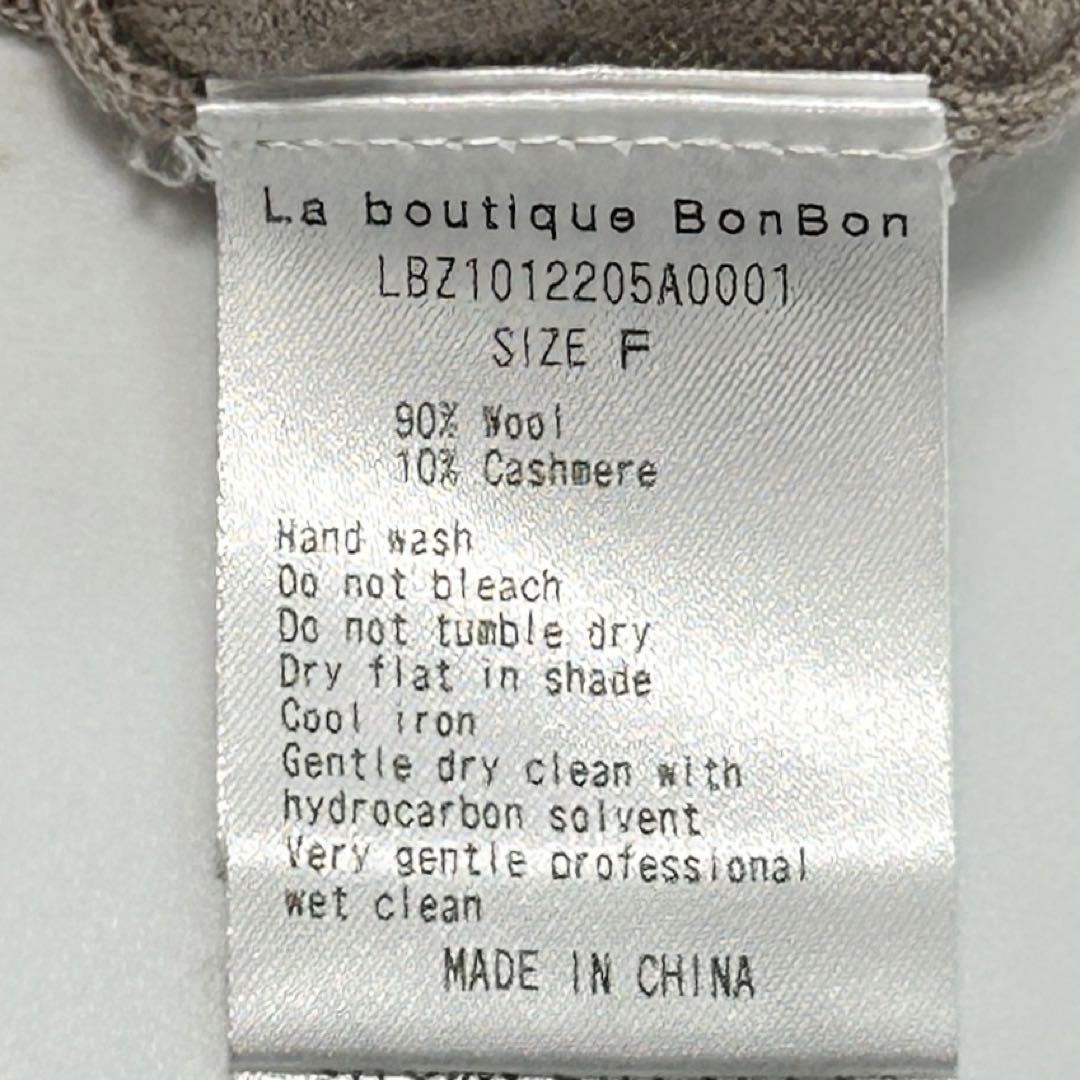 La boutique BonBon
LBZ1012205A0001
SIZE F
90% Wool
10% Cashmere
Hand wash
Do not bleach
Do not tumble dry
Dry flat in shade
Cool iron
Gentle dry clean with
hydrocarbon solvent
Very gentle professional
wet clean
MADE IN CHINA